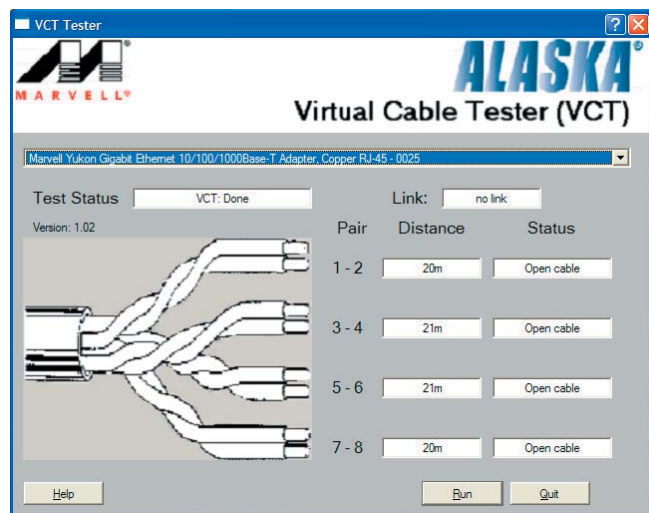 VCT Tester
MARVELL®
ALASKA®
Virtual Cable Tester (VCT)
Marvell Yukon Gigabit Ethernet 10/100/1000Base-T Adapter, Copper RJ-45 - 0025
Test Status VCT: Done Link: no link
Version: 1.02 Pair Distance Status
1 - 2 20m Open cable
3 - 4 21m Open cable
5 - 6 21m Open cable
7 - 8 20m Open cable
Help Run Quit